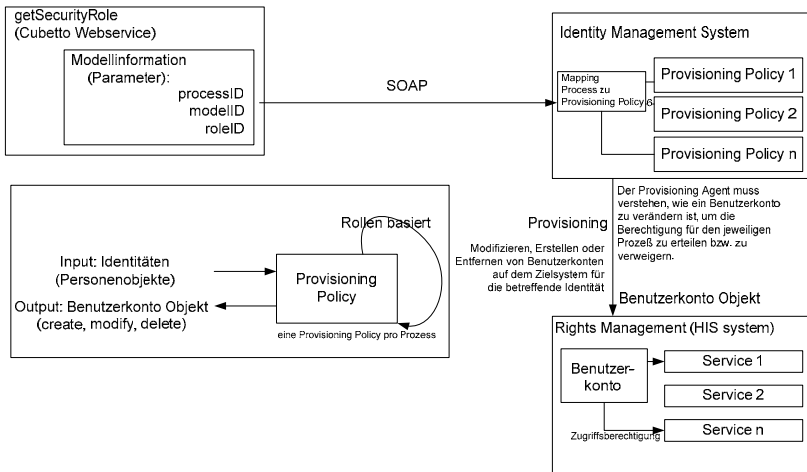 getSecurityRole
(Cubetto Webservice)
Modellinformation
(Parameter):
processID
modelID
roleID
SOAP
Identity Management System
Mapping
Process zu
Provisioning Policy
Provisioning Policy 1
Provisioning Policy 2
Provisioning Policy n
Rollen basiert
Input: Identitäten
(Personenobjekte)
Output: Benutzerkonto Objekt
(create, modify, delete)
Provisioning
Policy
eine Provisioning Policy pro Prozess
Provisioning
Modifizieren, Erstellen oder
Entfernen von Benutzerkonten
auf dem Zielsystem für
die betreffende Identität
Der Provisioning Agent muss
verstehen, wie ein Benutzerkonto
zu verändern ist, um die
Berechtigung für den jeweiligen
Prozeß zu erteilen bzw. zu
verweigern.
Benutzerkonto Objekt
Rights Management (HIS system)
Benutzer-
konto
Service 1
Service 2
Service n
Zugriffsberechtigung